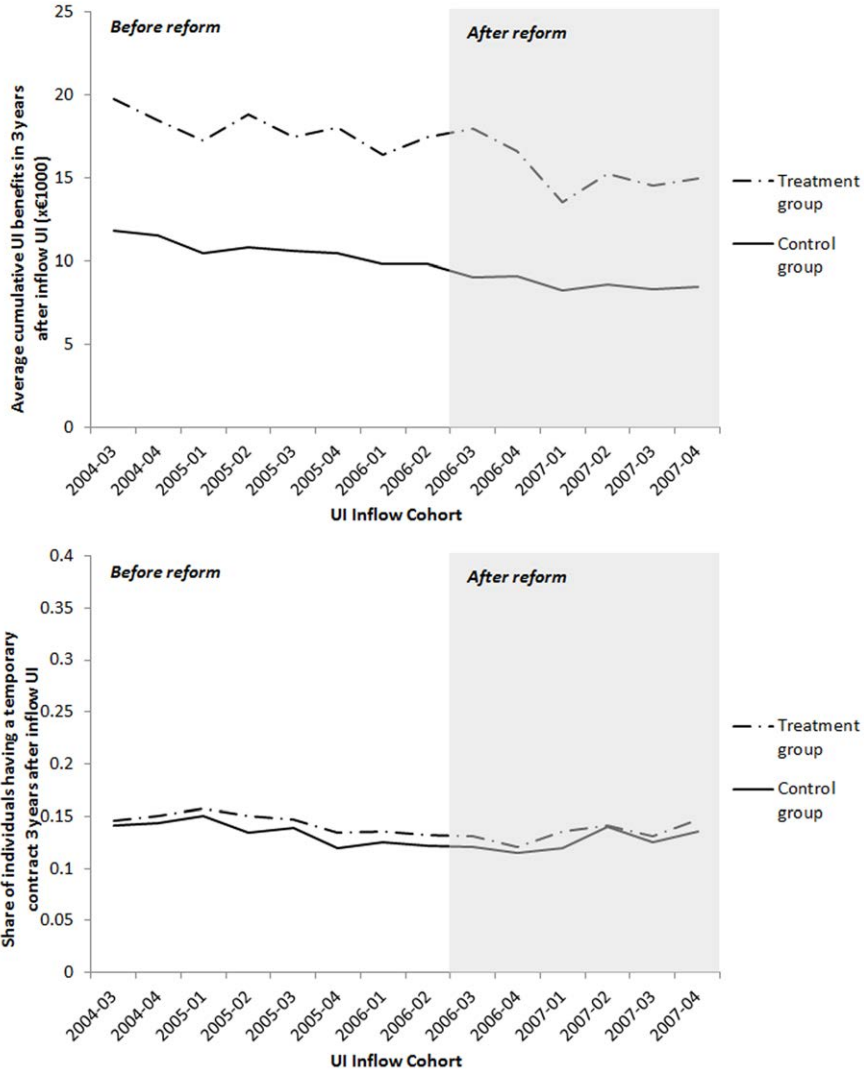 Before reform
After reform
25
20
15
10
5
0
Average cumulative UI benefits in 3 years
after inflow UI (x€1000)
2004-03
2004-04
2005-01
2005-02
2005-03
2005-04
2006-01
2006-02
2006-03
2006-04
2007-01
2007-02
2007-03
2007-04
UI Inflow Cohort
Treatment
group
Control
group
Before reform
After reform
0.4
0.35
0.3
0.25
0.2
0.15
0.1
0.05
0
Share of individuals having a temporary
contract 3 years after inflow UI
2004-03
2004-04
2005-01
2005-02
2005-03
2005-04
2006-01
2006-02
2006-03
2006-04
2007-01
2007-02
2007-03
2007-04
UI Inflow Cohort
Treatment
group
Control
group